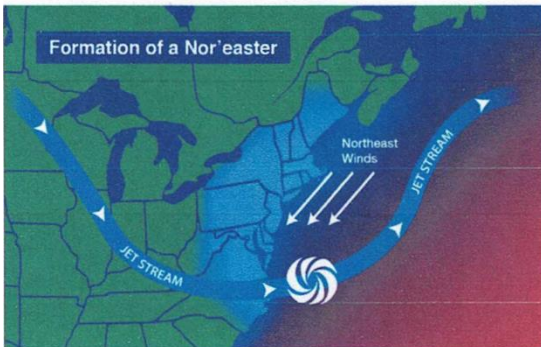 Formation of a Nor'easter
Northeast
Winds
JET STREAM
JET STREAM